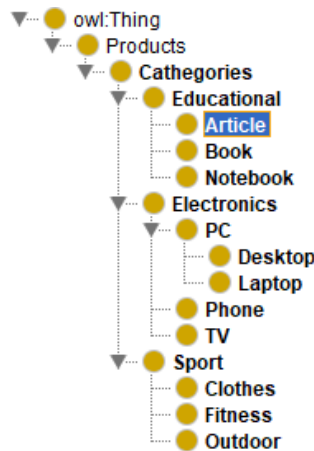 owl:Thing
Products
Cathegories
Educational
Article
Book
Notebook
Electronics
PC
Desktop
Laptop
Phone
TV
Sport
Clothes
Fitness
Outdoor